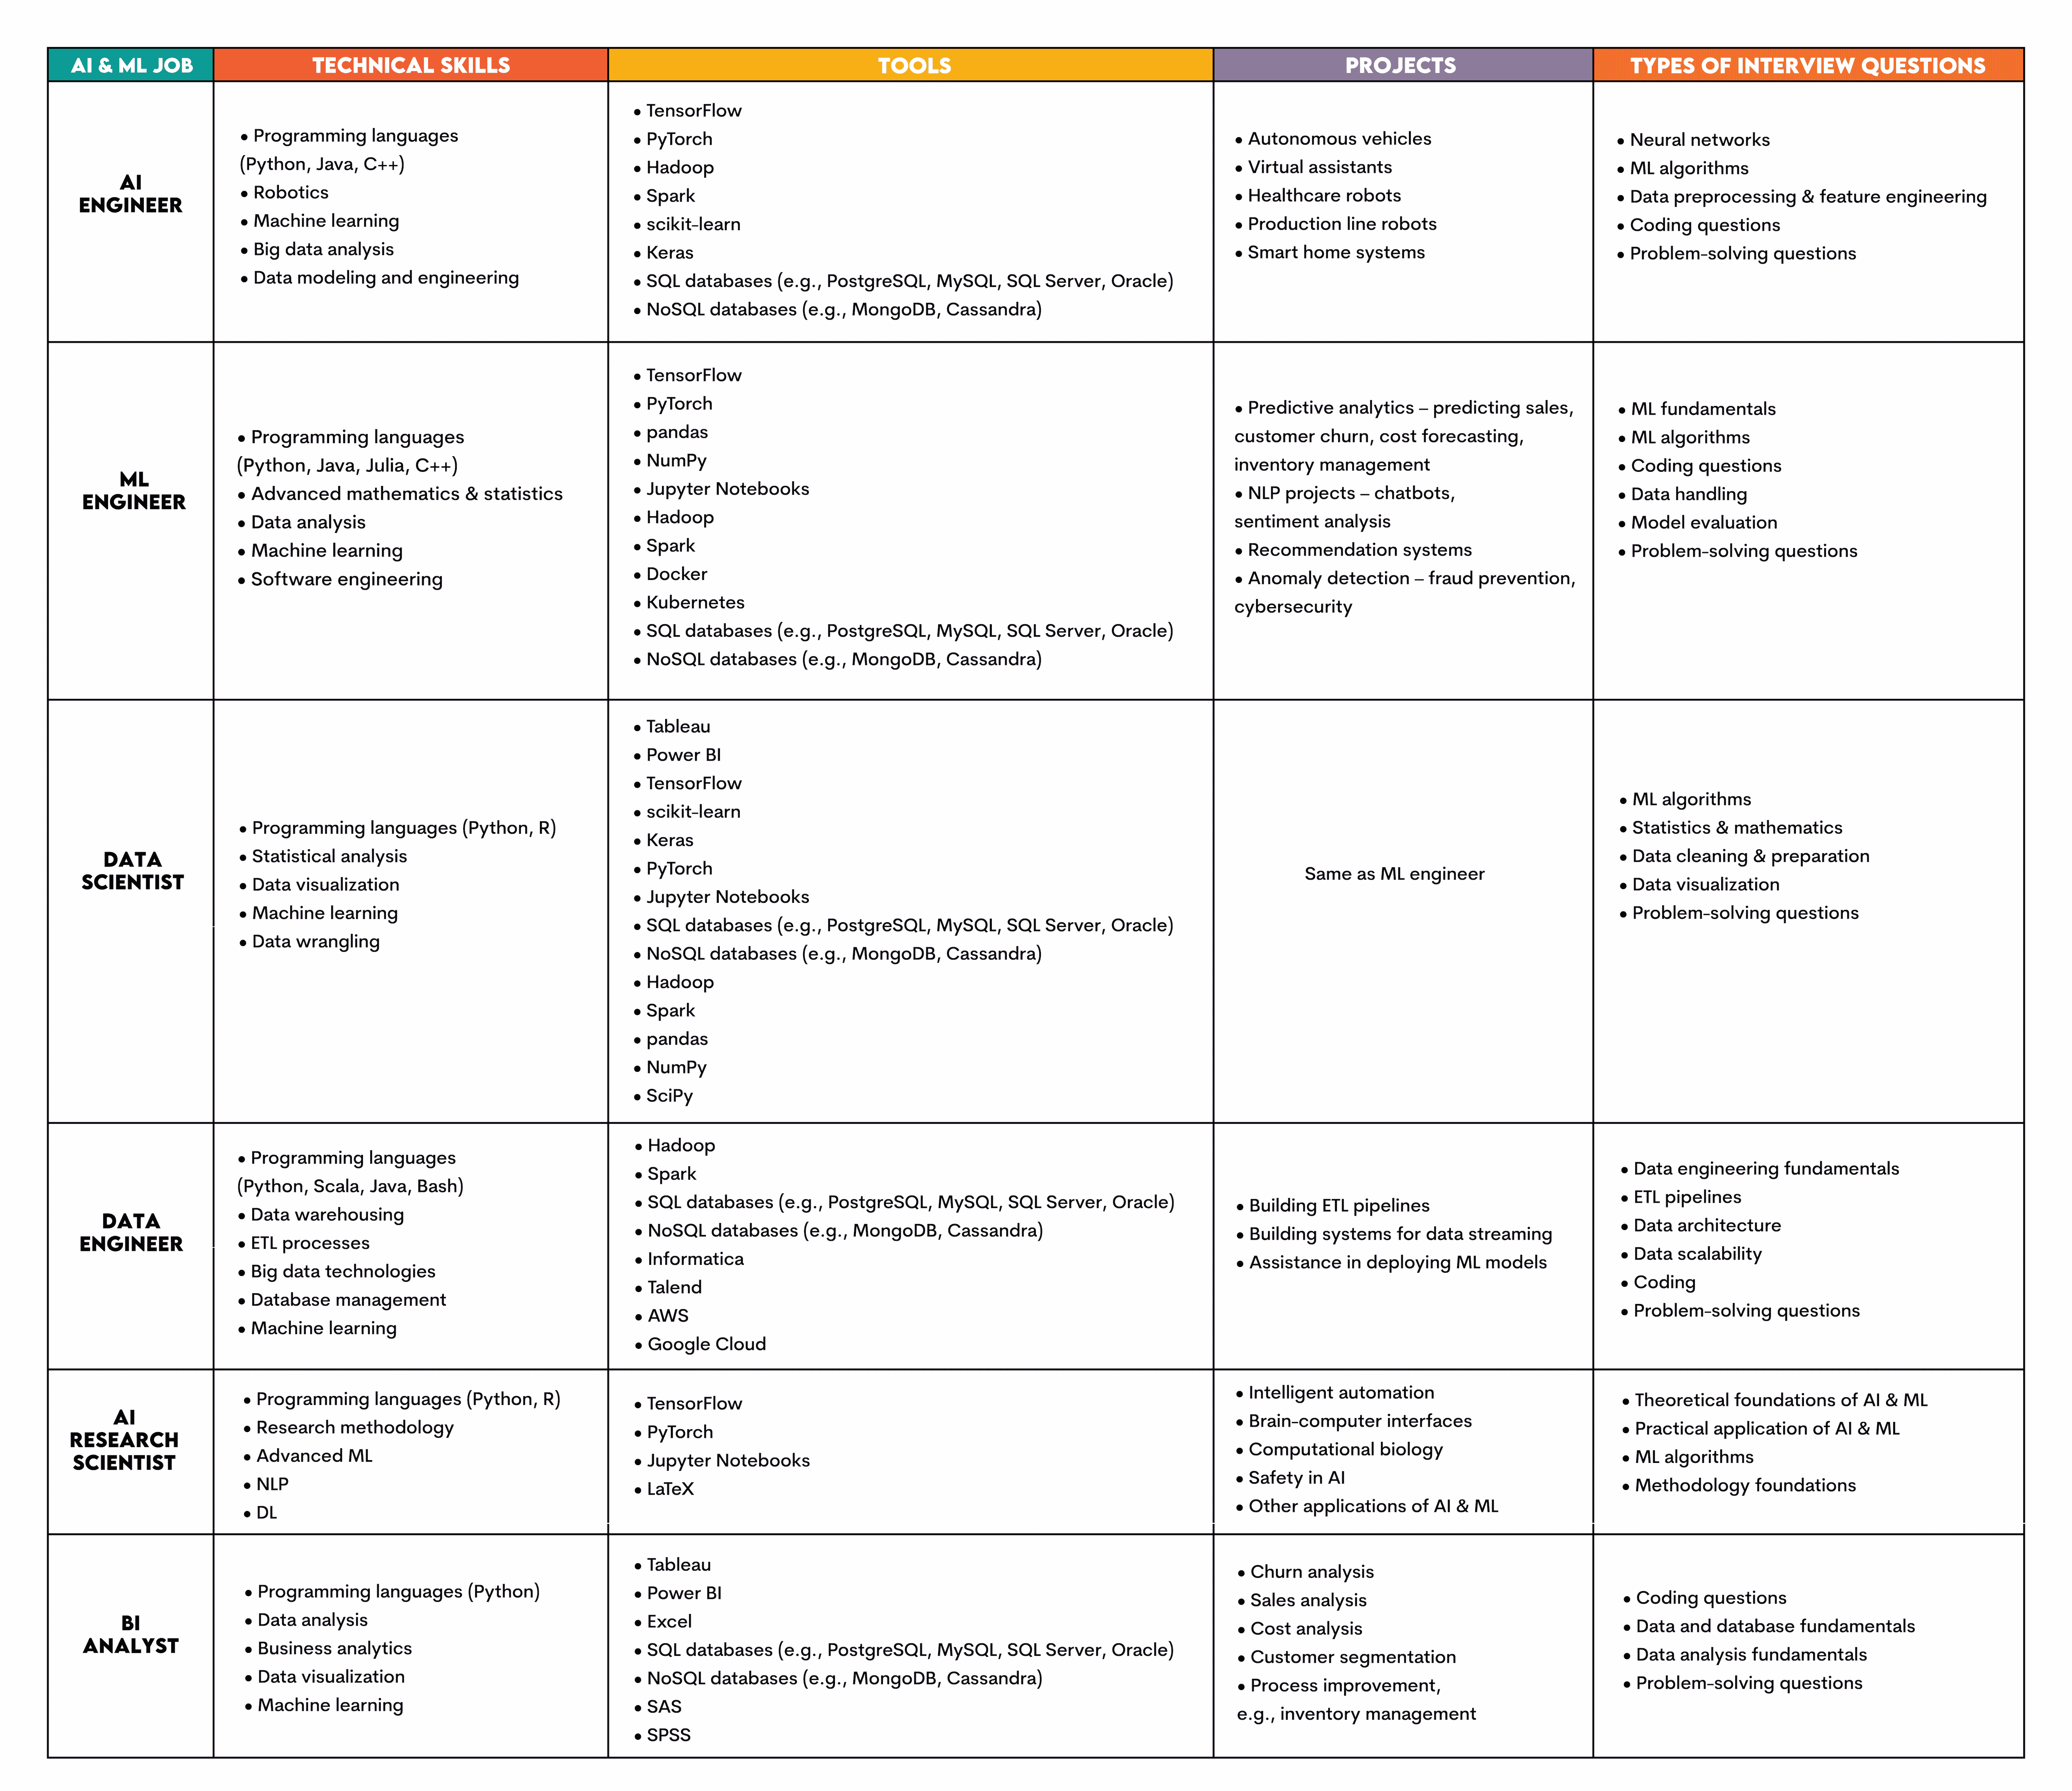 AI & ML JOB
TECHNICAL SKILLS
TOOLS
PROJECTS
TYPES OF INTERVIEW QUESTIONS
AI
ENGINEER
• Programming languages
(Python, Java, C++)
• Robotics
• Machine learning
• Big data analysis
• Data modeling and engineering
• TensorFlow
• PyTorch
• Hadoop
• Spark
• scikit-learn
• Keras
• SQL databases (e.g., PostgreSQL, MySQL, SQL Server, Oracle)
• NoSQL databases (e.g., MongoDB, Cassandra)
• Autonomous vehicles
• Virtual assistants
• Healthcare robots
• Production line robots
• Smart home systems
• Neural networks
• ML algorithms
• Data preprocessing & feature engineering
• Coding questions
• Problem-solving questions
ML
ENGINEER
• Programming languages
(Python, Java, Julia, C++)
• Advanced mathematics & statistics
• Data analysis
• Machine learning
• Software engineering
• TensorFlow
• PyTorch
• pandas
• NumPy
• Jupyter Notebooks
• Hadoop
• Spark
• Docker
• Kubernetes
• SQL databases (e.g., PostgreSQL, MySQL, SQL Server, Oracle)
• NoSQL databases (e.g., MongoDB, Cassandra)
• Predictive analytics – predicting sales,
customer churn, cost forecasting,
inventory management
• NLP projects – chatbots,
sentiment analysis
• Recommendation systems
• Anomaly detection – fraud prevention,
cybersecurity
• ML fundamentals
• ML algorithms
• Coding questions
• Data handling
• Model evaluation
• Problem-solving questions
DATA
SCIENTIST
• Programming languages (Python, R)
• Statistical analysis
• Data visualization
• Machine learning
• Data wrangling
• Tableau
• Power BI
• TensorFlow
• scikit-learn
• Keras
• PyTorch
• Jupyter Notebooks
• SQL databases (e.g., PostgreSQL, MySQL, SQL Server, Oracle)
• NoSQL databases (e.g., MongoDB, Cassandra)
• Hadoop
• Spark
• pandas
• NumPy
• SciPy
Same as ML engineer
• ML algorithms
• Statistics & mathematics
• Data cleaning & preparation
• Data visualization
• Problem-solving questions
DATA
ENGINEER
• Programming languages
(Python, Scala, Java, Bash)
• Data warehousing
• ETL processes
• Big data technologies
• Database management
• Machine learning
• Hadoop
• Spark
• SQL databases (e.g., PostgreSQL, MySQL, SQL Server, Oracle)
• NoSQL databases (e.g., MongoDB, Cassandra)
• Informatica
• Talend
• AWS
• Google Cloud
• Building ETL pipelines
• Building systems for data streaming
• Assistance in deploying ML models
• Data engineering fundamentals
• ETL pipelines
• Data architecture
• Data scalability
• Coding
• Problem-solving questions
AI
RESEARCH
SCIENTIST
• Programming languages (Python, R)
• Research methodology
• Advanced ML
• NLP
• DL
• TensorFlow
• PyTorch
• Jupyter Notebooks
• LaTeX
• Intelligent automation
• Brain-computer interfaces
• Computational biology
• Safety in AI
• Other applications of AI & ML
• Theoretical foundations of AI & ML
• Practical application of AI & ML
• ML algorithms
• Methodology foundations
BI
ANALYST
• Programming languages (Python)
• Data analysis
• Business analytics
• Data visualization
• Machine learning
• Tableau
• Power BI
• Excel
• SQL databases (e.g., PostgreSQL, MySQL, SQL Server, Oracle)
• NoSQL databases (e.g., MongoDB, Cassandra)
• SAS
• SPSS
• Churn analysis
• Sales analysis
• Cost analysis
• Customer segmentation
• Process improvement,
e.g., inventory management
• Coding questions
• Data and database fundamentals
• Data analysis fundamentals
• Problem-solving questions